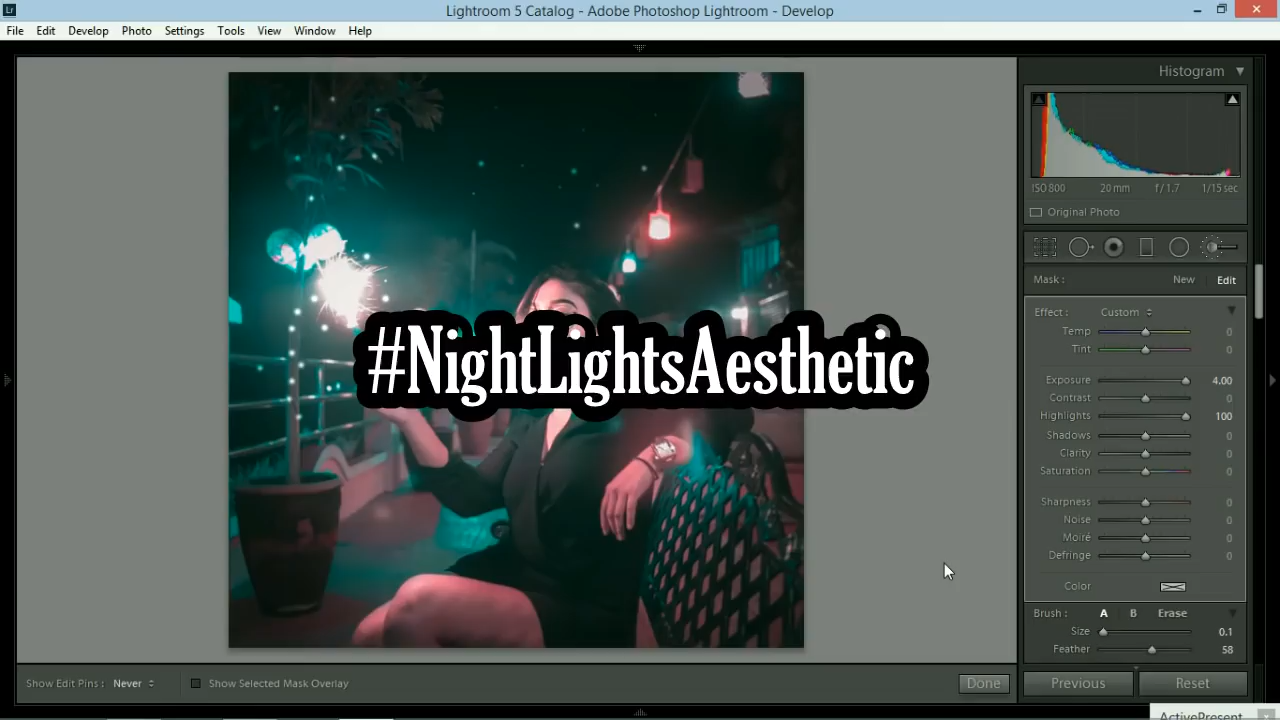 Lr
Lightroom 5 Catalog - Adobe Photoshop Lightroom - Develop
File Edit Develop Photo Settings Tools View Window Help
Histogram
ISO 800 20 mm f / 1.7 1/15 sec
Original Photo
Mask : New Edit
Effect : Custom
Temp 0
Tint 0
Exposure 4.00
Contrast 0
Highlights 100
Shadows 0
Clarity 0
Saturation 0
Sharpness 0
Noise 0
Moiré 0
Defringe 0
Color
Brush : A B Erase
Size 0.1
Feather 58
#NightLightsAesthetic
Show Edit Pins : Never Show Selected Mask Overlay Done Previous Reset
ActivePresent